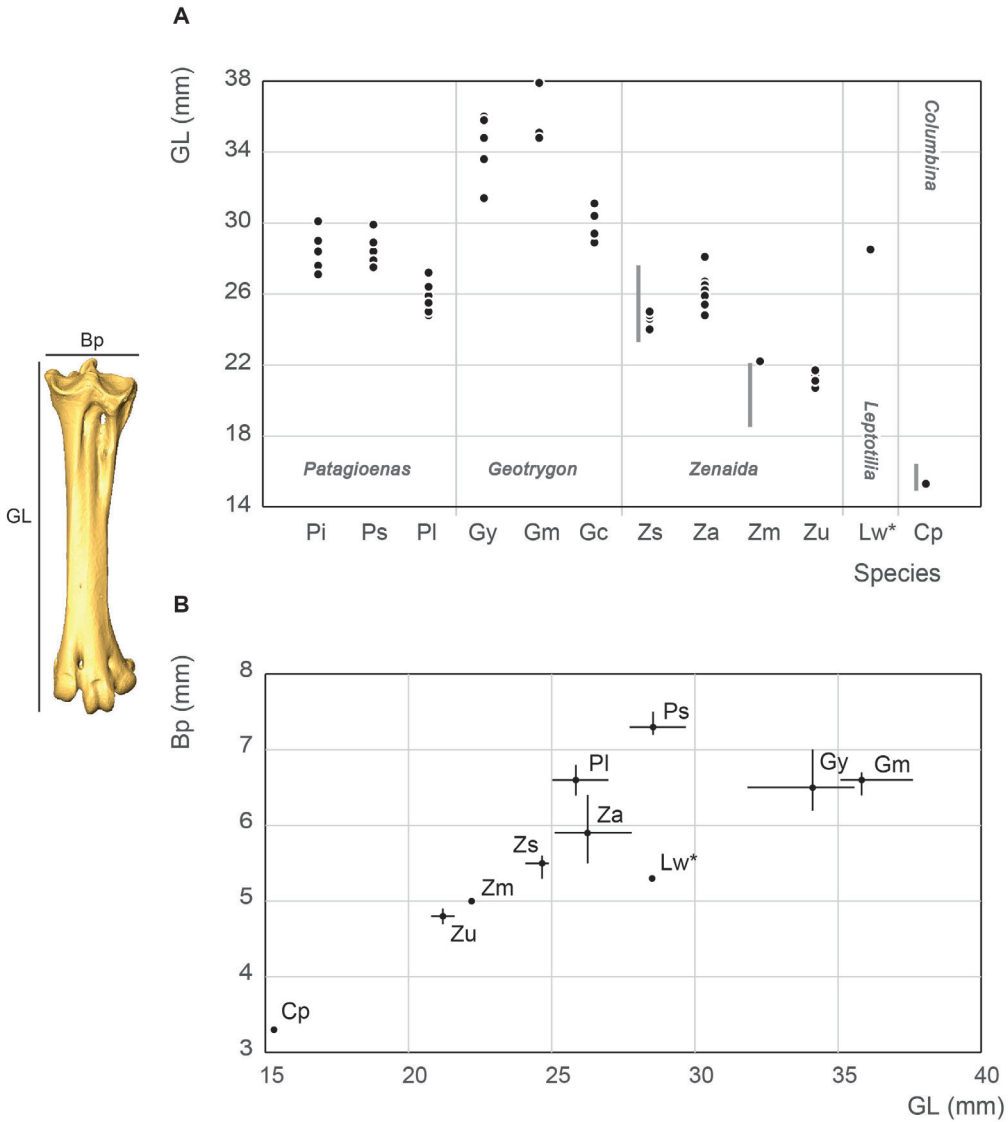 A
GL (mm)
38
34
30
26
22
18
14
Columbina
Leptotilia
Patagioenas Geotrygon Zenaida
Pi Ps Pl Gy Gm Gc Zs Za Zm Zu Lw* Cp
Species
Bp
GL
B
Bp (mm)
8
7
6
5
4
3
Ps
Pl
Gy
Gm
Za
Zs
Lw*
Zm
Zu
Cp
15 20 25 30 35 40
GL (mm)